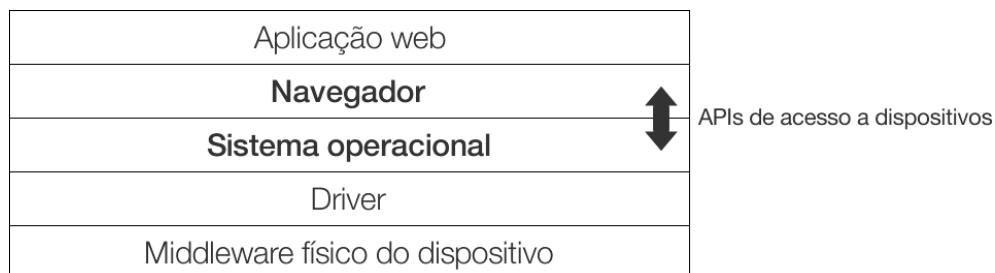 Aplicação web
Navegador
APIs de acesso a dispositivos
Sistema operacional
Driver
Middleware físico do dispositivo